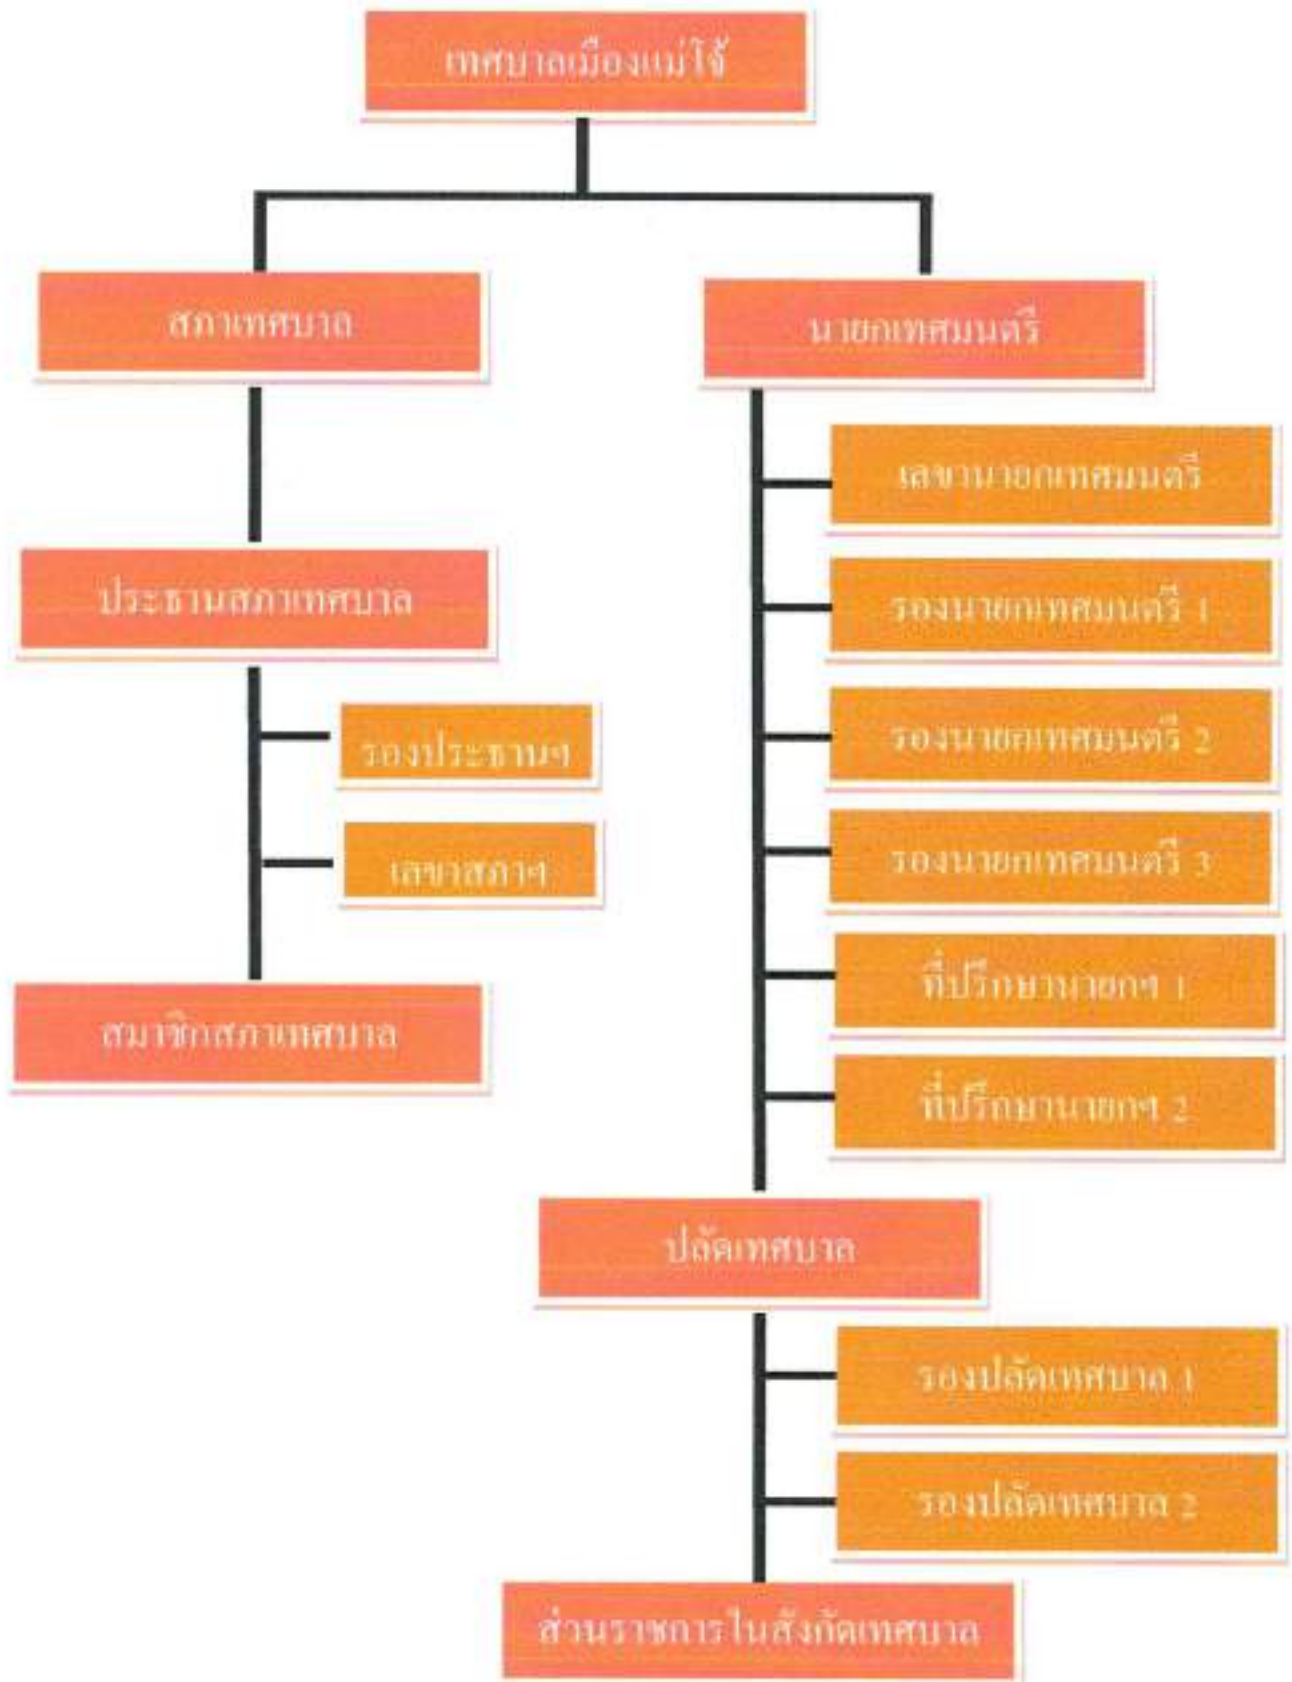 เทศบาลเมืองแม่โจ้
สภาเทศบาล
นายกเทศมนตรี
เลขานายกเทศมนตรี
ประธานสภาเทศบาล
รองนายกเทศมนตรี 1
รองประธานฯ
รองนายกเทศมนตรี 2
เลขาสภาฯ
รองนายกเทศมนตรี 3
ที่ปรึกษานายกฯ 1
สมาชิกสภาเทศบาล
ที่ปรึกษานายกฯ 2
ปลัดเทศบาล
รองปลัดเทศบาล 1
รองปลัดเทศบาล 2
ส่วนราชการในสังกัดเทศบาล